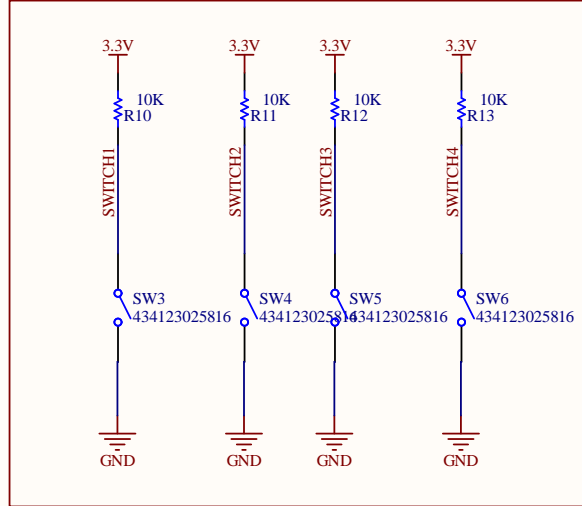 3.3V 3.3V 3.3V 3.3V
10K 10K 10K 10K
R10 R11 R12 R13
SWITCH1 SWITCH2 SWITCH3 SWITCH4
SW3 SW4 SW5 SW6
434123025816 434123025816 434123025816 434123025816
GND GND GND GND